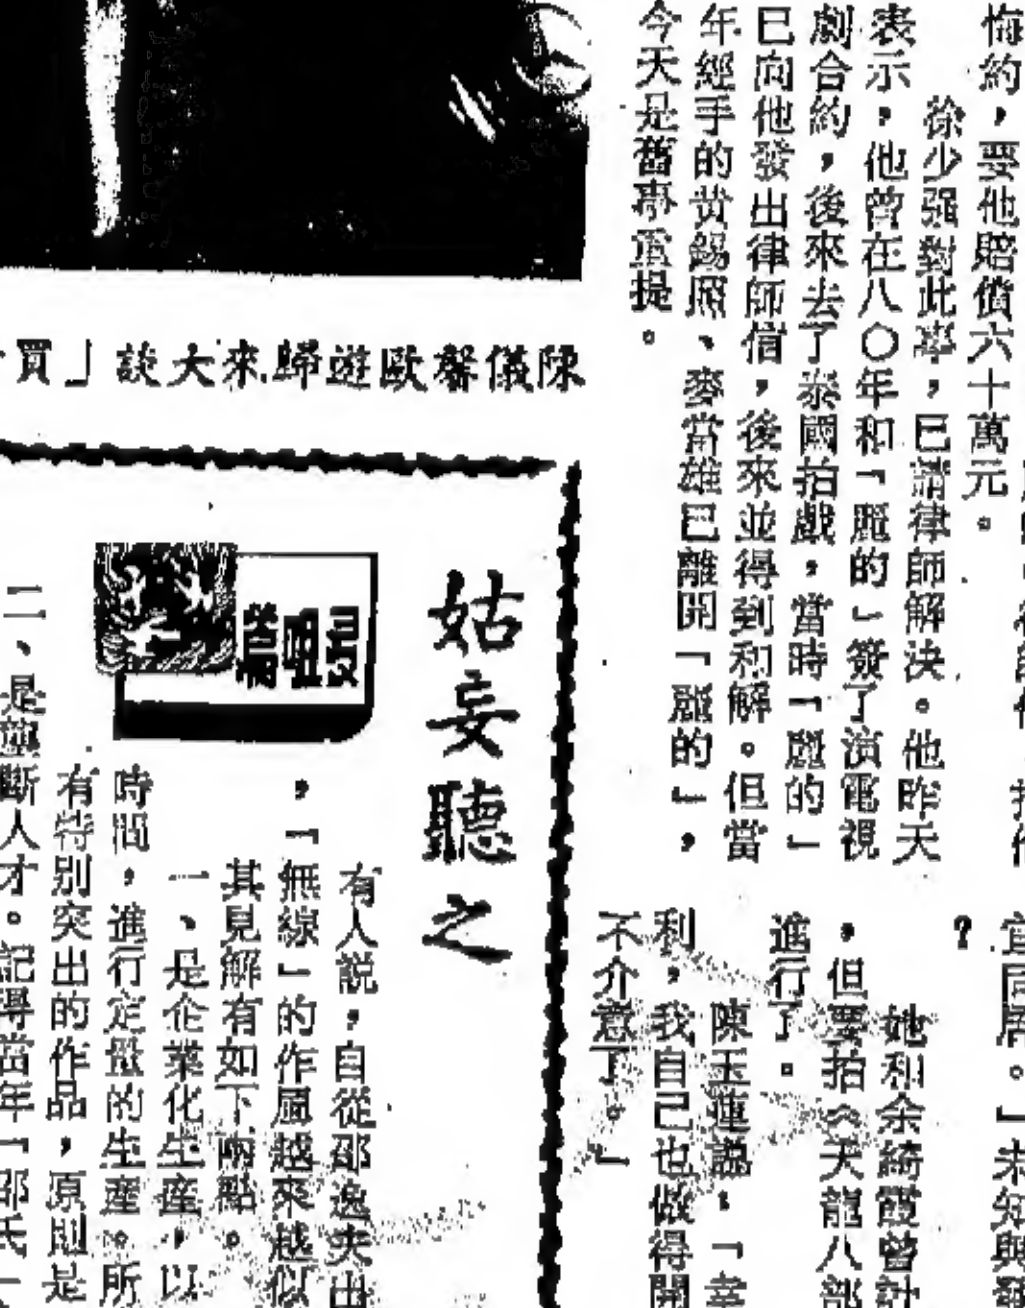 悔約，要他賠償六十萬元。
徐少强對此事，已請律師解決。他昨天
表示，他曾在八〇年和「麗的」簽了演電視
劇合約，後來去了泰國拍戲，當時「麗的」
已向他發出律師信，後來並得到和解。但當
年經手的黄錫照、麥當雄已離開「麗的」，
今天是舊事重提。
宜同居。」未知與
？
她和余綺霞曾計
，但要拍《天龍八部
進行了。
陳玉蓮說：「幸
利，我自己也做得開
不介意了。」
陳儀馨歐遊歸來大談「買
姑妄聽之
有人説，自從邵逸夫出
，「無線」的作風越來越似
其見解有如下兩點。
一、是企業化生產，以
時間，進行定量的生產。所
有特别突出的作品，原則是
二、是壟斷人才。記得當年「邵氏